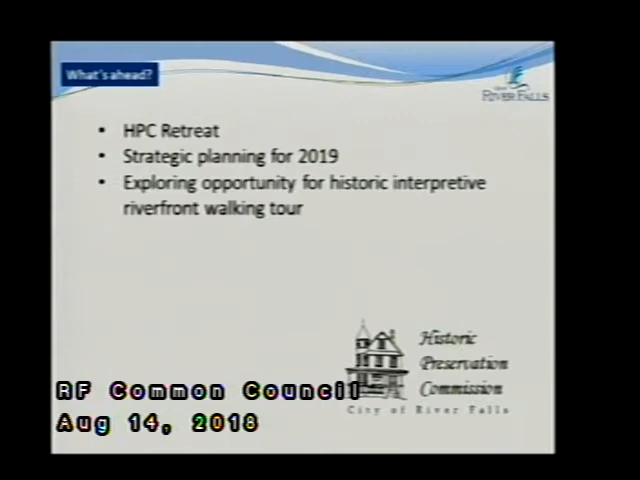 What's ahead?
RIVER FALLS
• HPC Retreat
• Strategic planning for 2019
• Exploring opportunity for historic interpretive
riverfront walking tour
Historic
Preservation
Commission
City of River Falls
RF Common Council
Aug 14, 2018